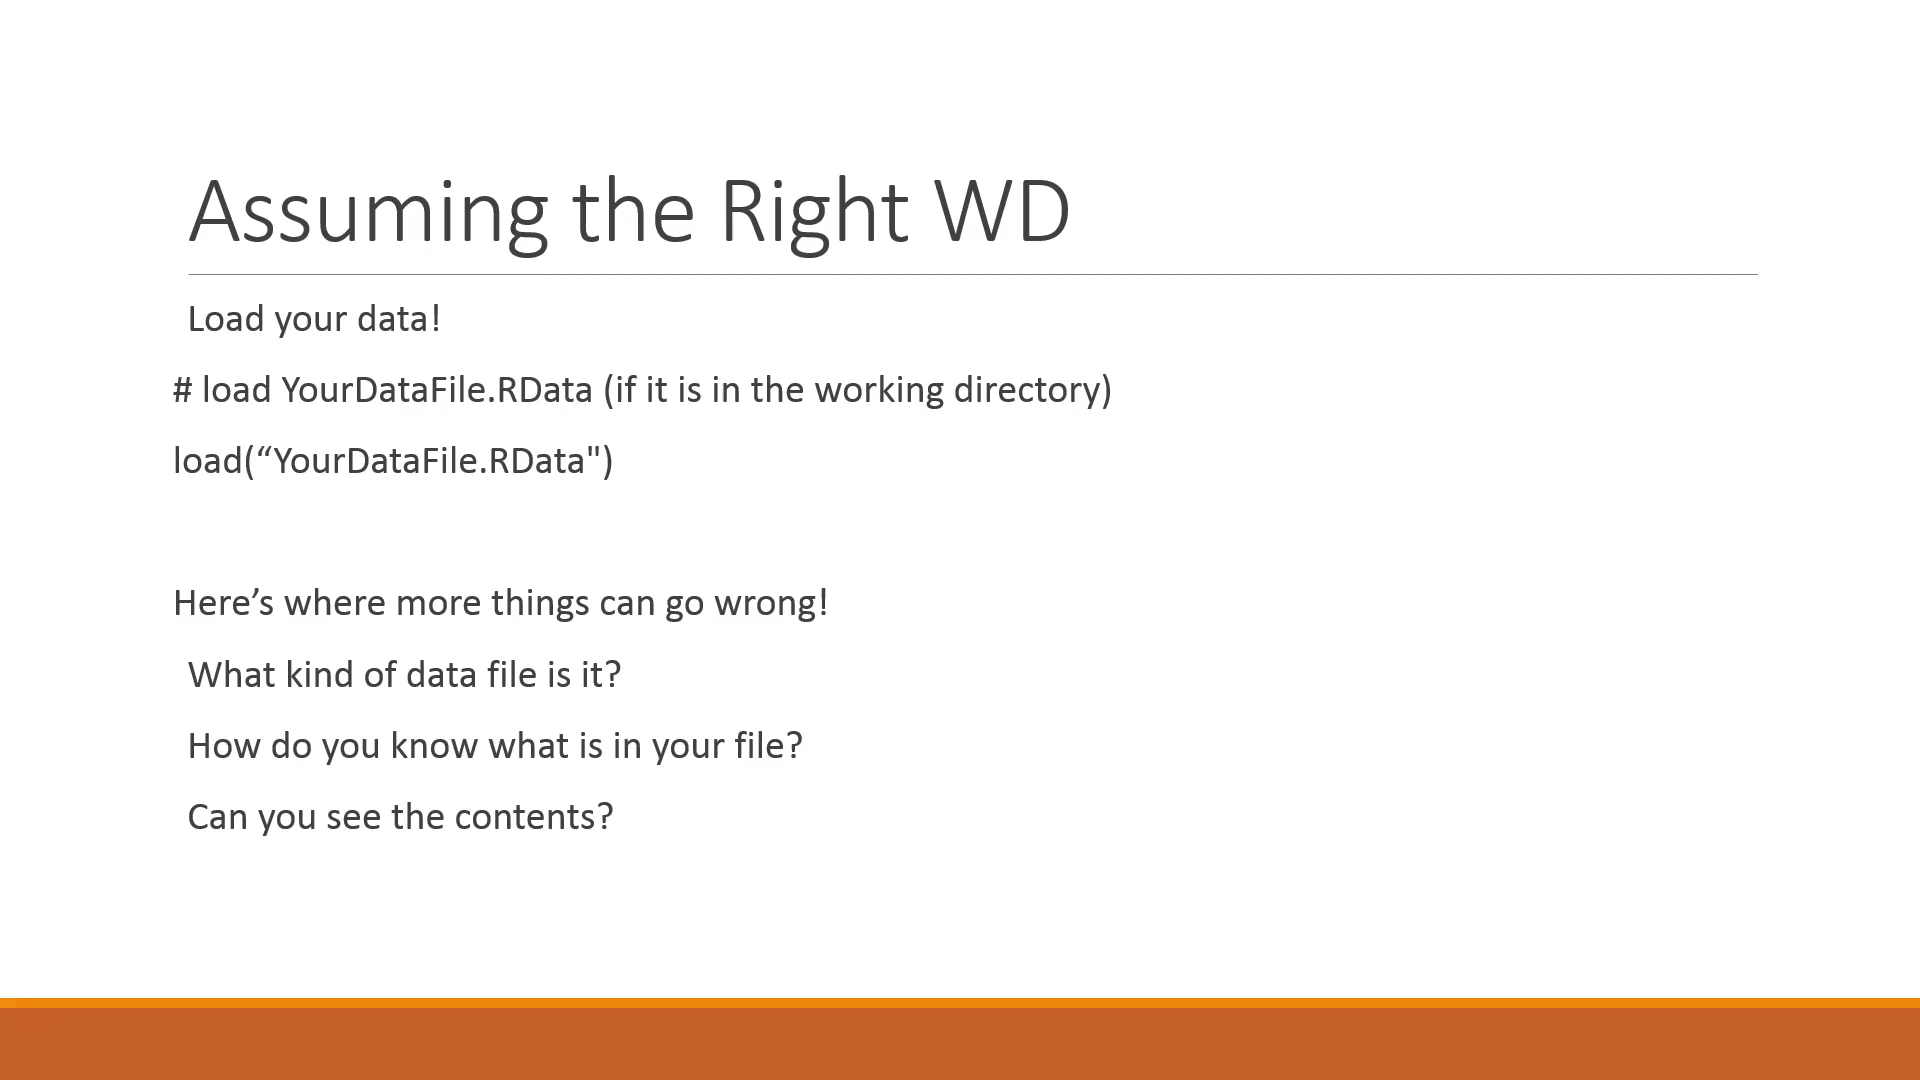 Assuming the Right WD
Load your data!
# load YourDataFile.RData (if it is in the working directory)
load(“YourDataFile.RData")
Here’s where more things can go wrong!
What kind of data file is it?
How do you know what is in your file?
Can you see the contents?